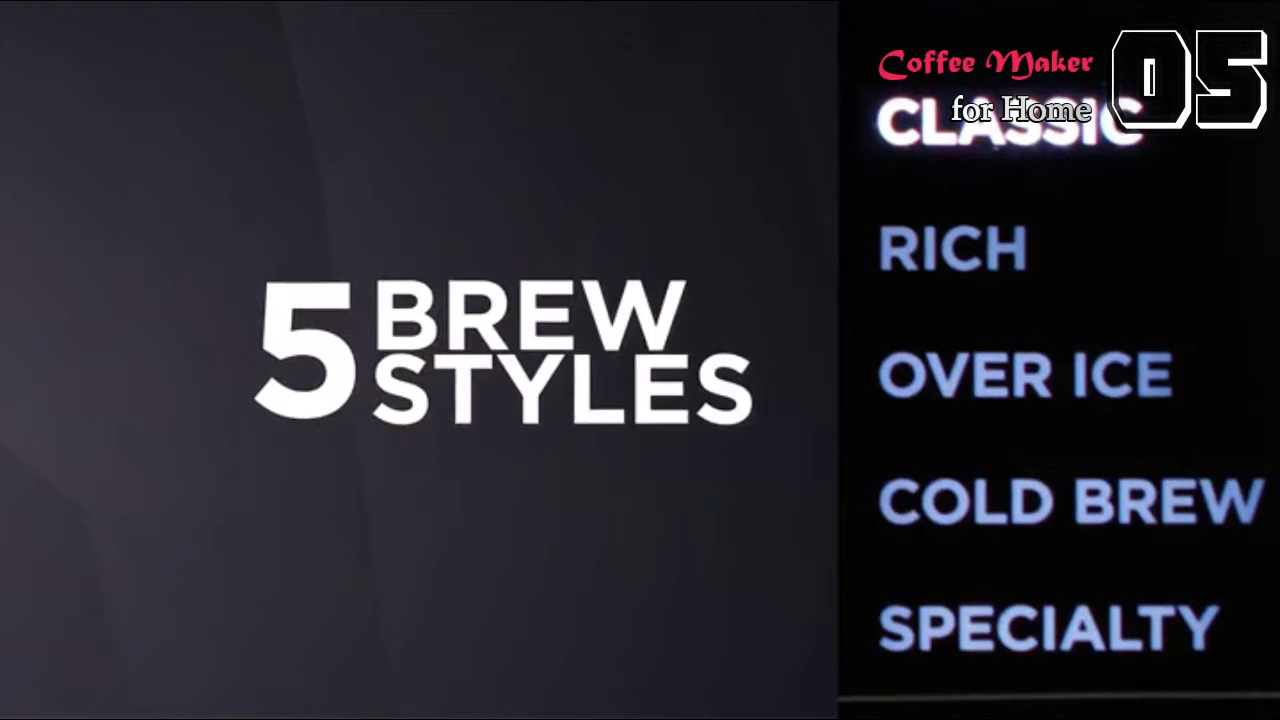 5 BREW
STYLES
Coffee Maker
for Home
05
CLASSIC
RICH
OVER ICE
COLD BREW
SPECIALTY